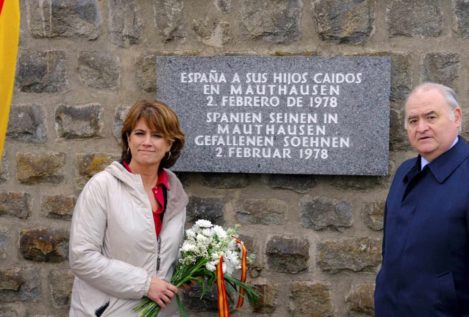 ESPAÑA A SUS HIJOS CAIDOS
EN MAUTHAUSEN
2. FEBRERO DE 1978
SPANIEN SEINEN IN
MAUTHAUSEN
GEFALLENEN SOEHNEN
2. FEBRUAR 1978